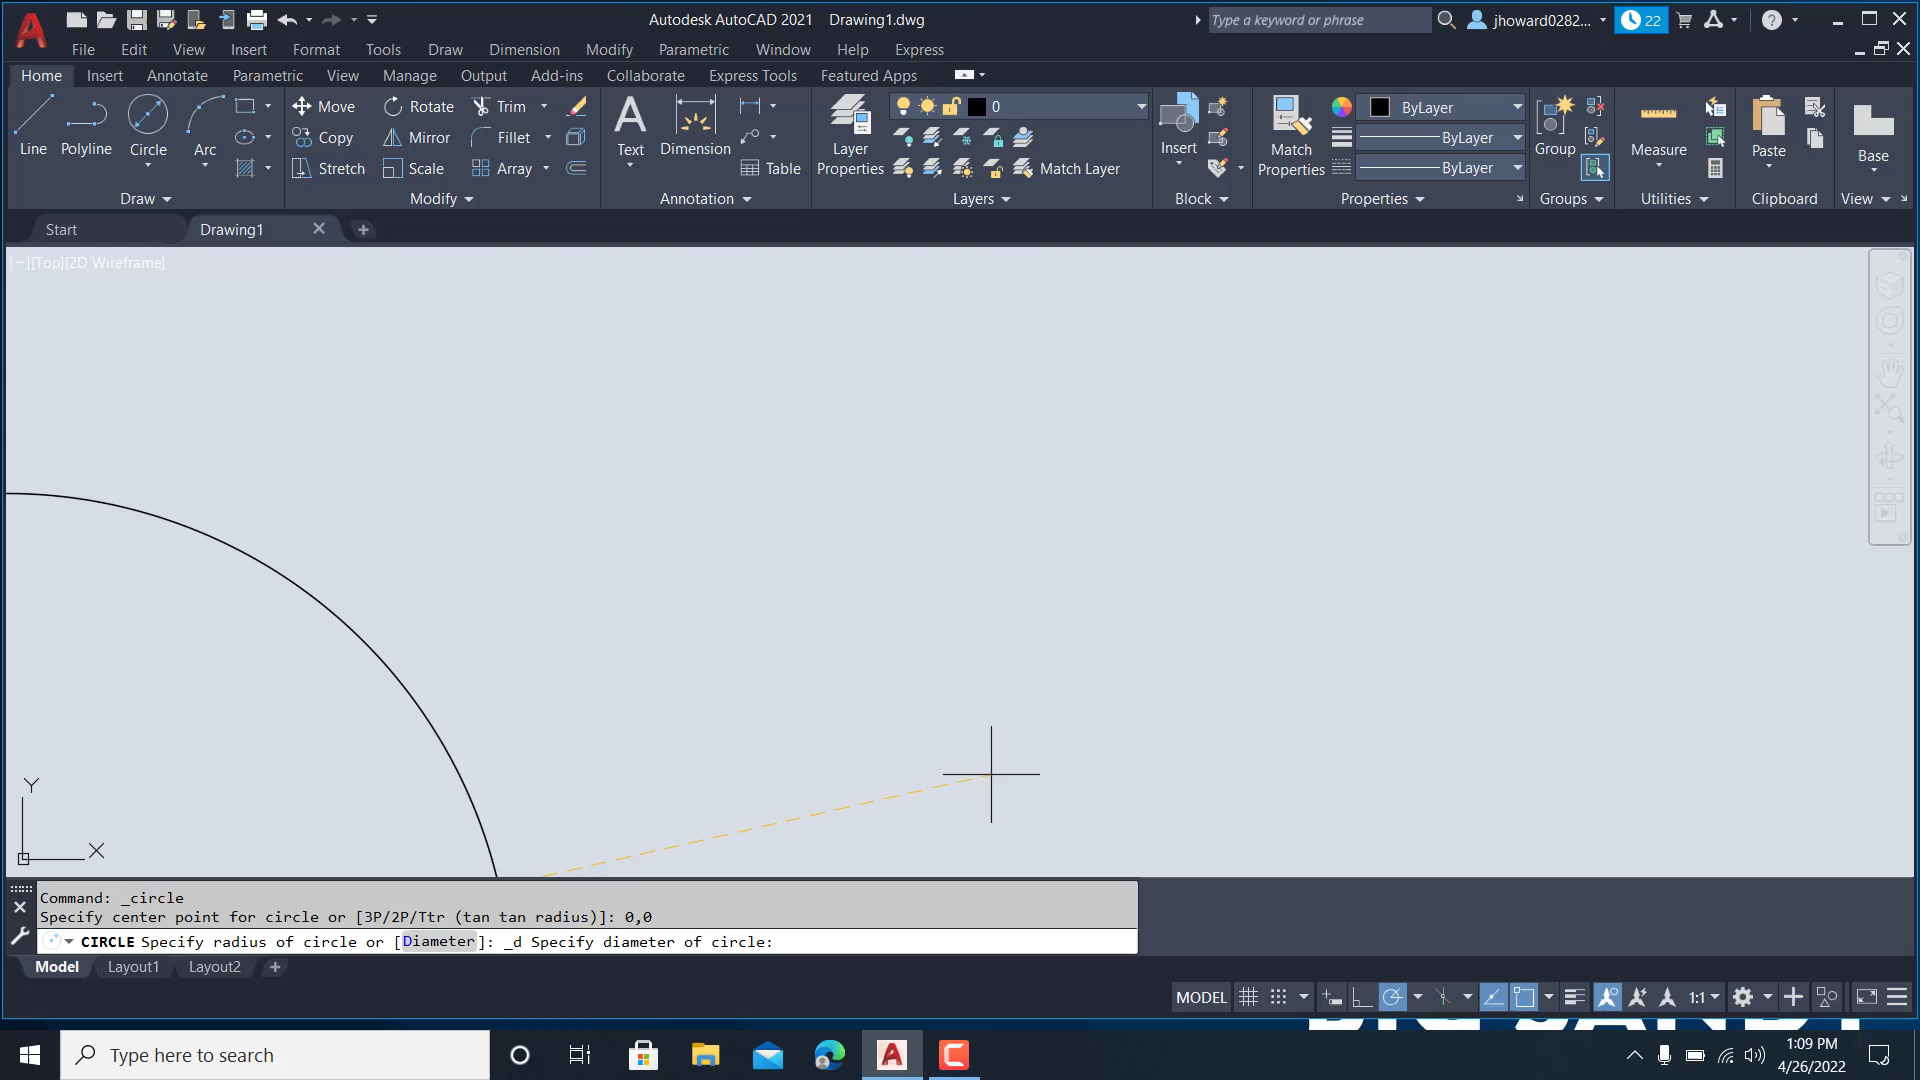 Autodesk AutoCAD 2021 Drawing1.dwg
Type a keyword or phrase
jhoward0282...
22
File Edit View Insert Format Tools Draw Dimension Modify Parametric Window Help Express
Home Insert Annotate Parametric View Manage Output Add-ins Collaborate Express Tools Featured Apps
Line Polyline Circle Arc
Move Rotate Trim
Copy Mirror Fillet
Stretch Scale Array
Text Dimension Table
Layer Properties
0
Match Layer
Insert
Match Properties
ByLayer
ByLayer
ByLayer
Group
Measure
Paste
Base
Draw Modify Annotation Layers Block Properties Groups Utilities Clipboard View
Start Drawing1
[−][Top][2D Wireframe]
Y
X
Command: _circle
Specify center point for circle or [3P/2P/Ttr (tan tan radius)]: 0,0
CIRCLE Specify radius of circle or [Diameter]: _d Specify diameter of circle:
Model Layout1 Layout2
MODEL 1:1
Type here to search
1:09 PM
4/26/2022